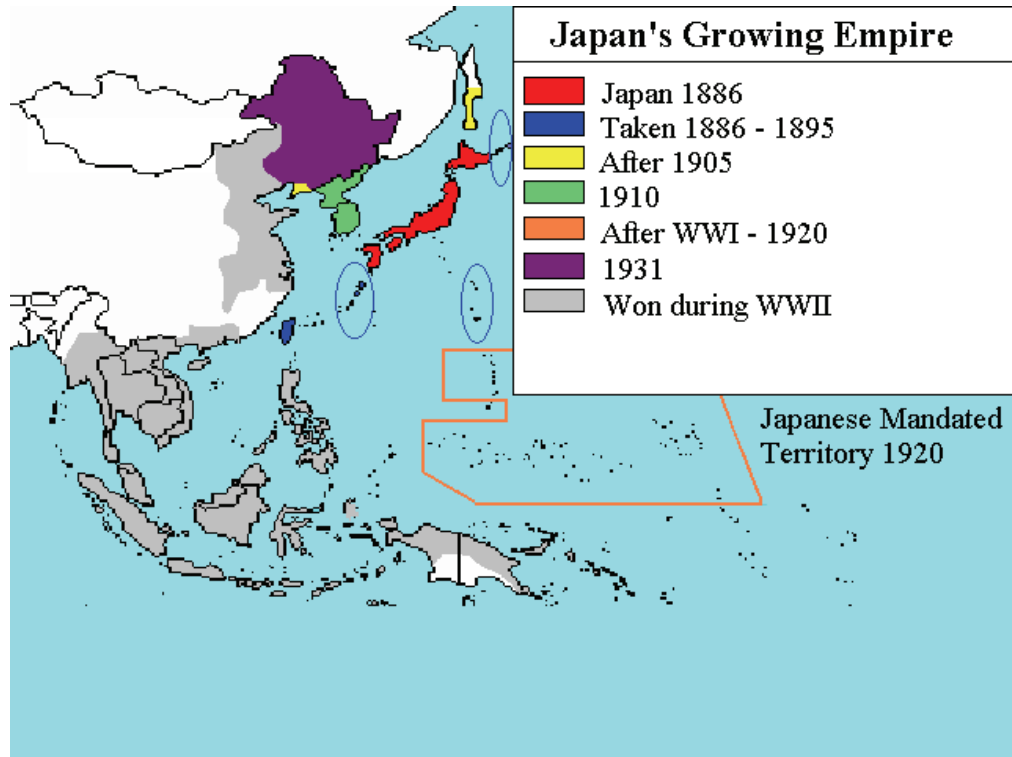 Japan's Growing Empire
Japan 1886
Taken 1886 - 1895
After 1905
1910
After WWI - 1920
1931
Won during WWII
Japanese Mandated
Territory 1920